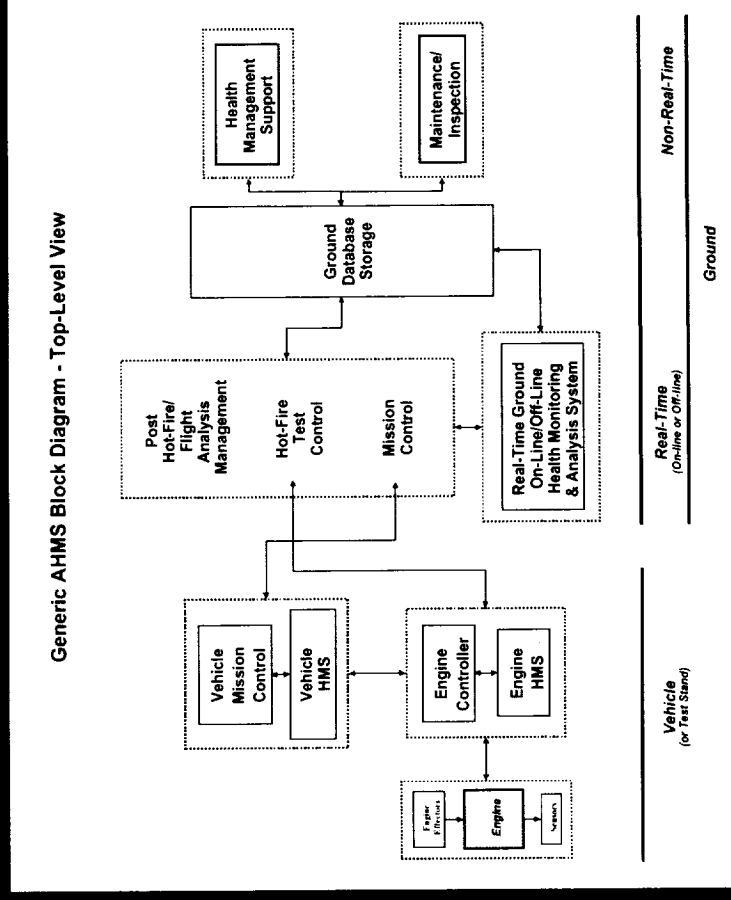 Generic AHMS Block Diagram - Top-Level View
Engine
Effectors
Engine
Sensors
Vehicle
Mission
Control
Vehicle
HMS
Engine
Controller
Engine
HMS
Post
Hot-Fire/
Flight
Analysis
Management
Hot-Fire
Test
Control
Mission
Control
Real-Time Ground
On-Line/Off-Line
Health Monitoring
& Analysis System
Ground
Database
Storage
Health
Management
Support
Maintenance/
Inspection
Vehicle
(or Test Stand)
Real-Time
(On-line or Off-line)
Non-Real-Time
Ground